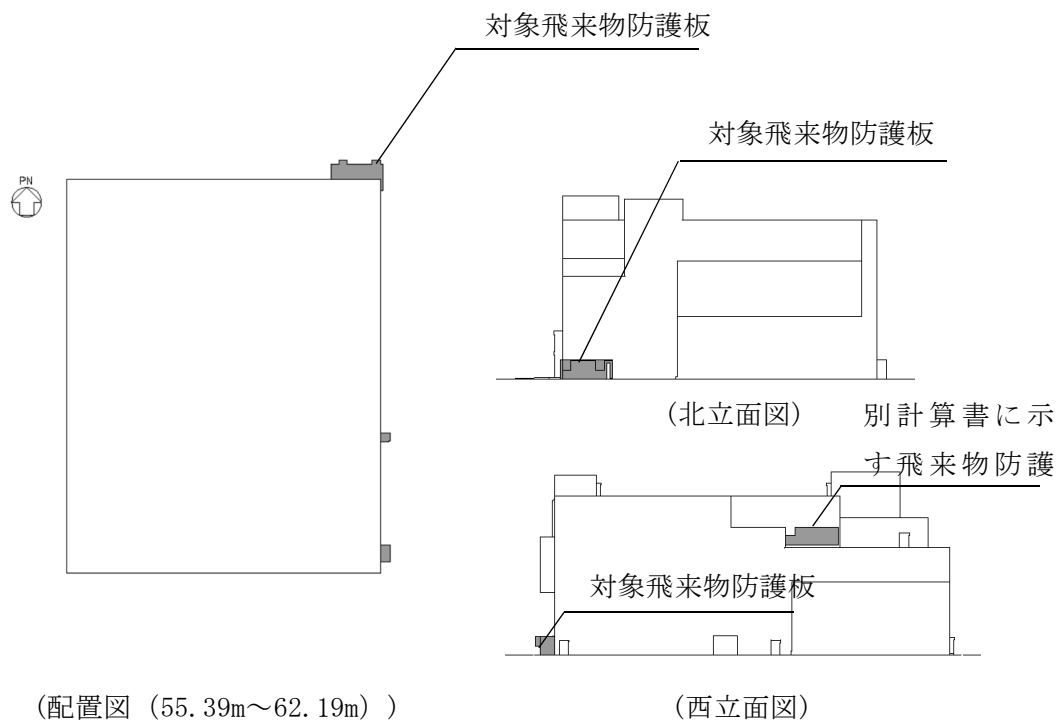 対象飛来物防護板
対象飛来物防護板
PN
(北立面図)
別計算書に示
す飛来物防護
対象飛来物防護板
(配置図 (55.39m～62.19m) )
(西立面図)